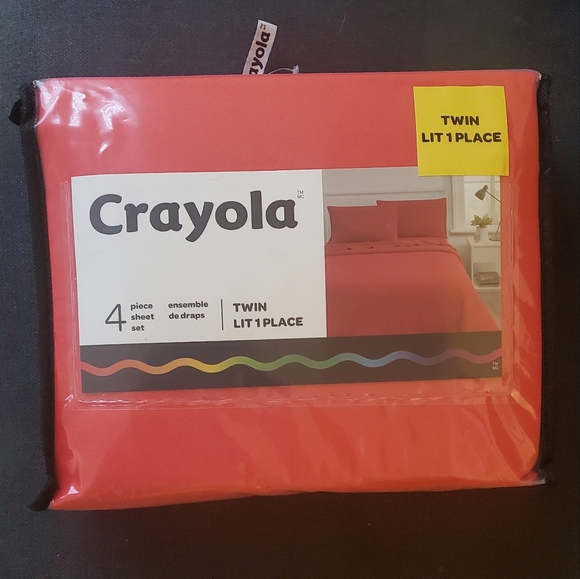 ayola
TWIN
LIT 1 PLACE
Crayola
TM
MC
4 piece sheet set
ensemble de draps
TWIN
LIT 1 PLACE
TM
MC